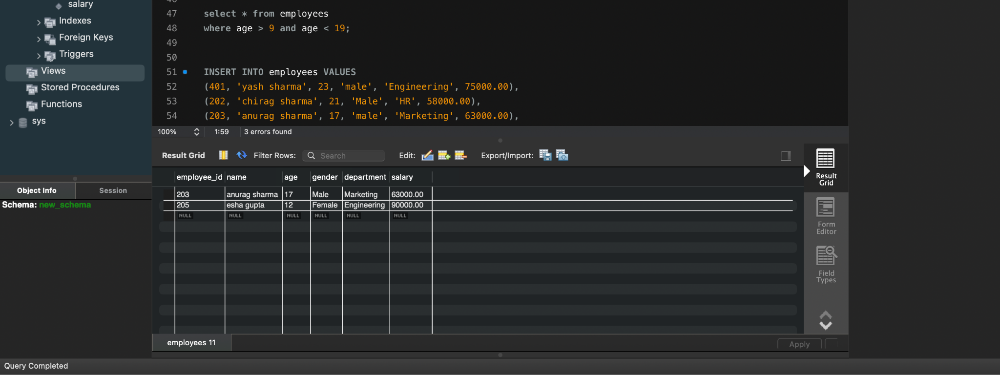 salary
Indexes
Foreign Keys
Triggers
Views
Stored Procedures
Functions
sys
Object Info Session
Schema: new_schema
47 select * from employees
48 where age > 9 and age < 19;
49
50
51 INSERT INTO employees VALUES
52 (401, 'yash sharma', 23, 'male', 'Engineering', 75000.00),
53 (202, 'chirag sharma', 21, 'Male', 'HR', 58000.00),
54 (203, 'anurag sharma', 17, 'male', 'Marketing', 63000.00),
100% 1:59 3 errors found
Result Grid Filter Rows: Search Edit: Export/Import:
employee_id name age gender department salary
203 anurag sharma 17 Male Marketing 63000.00
205 esha gupta 12 Female Engineering 90000.00
NULL NULL NULL NULL NULL NULL
Result
Grid
Form
Editor
Field
Types
employees 11
Apply
Query Completed